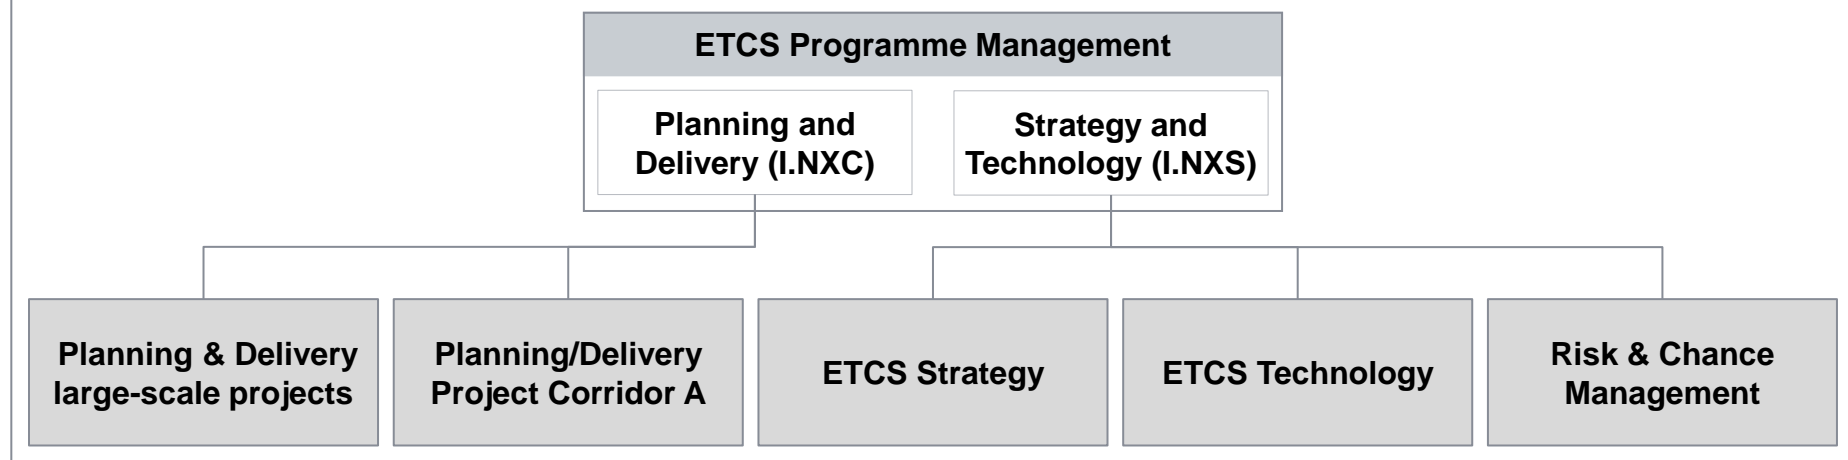 ETCS Programme Management
Planning and
Delivery (I.NXC)
Strategy and
Technology (I.NXS)
Planning & Delivery
large-scale projects
Planning/Delivery
Project Corridor A
ETCS Strategy
ETCS Technology
Risk & Chance
Management